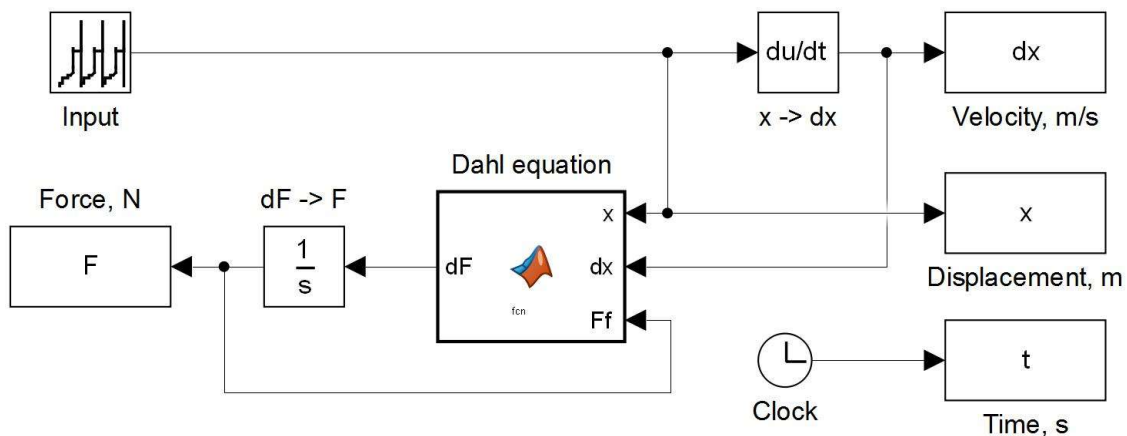 du/dt
dx
Input
x -> dx
Velocity, m/s
Dahl equation
Force, N
dF -> F
x
x
F
1
s
dF
dx
fcn
Ff
Displacement, m
t
Clock
Time, s